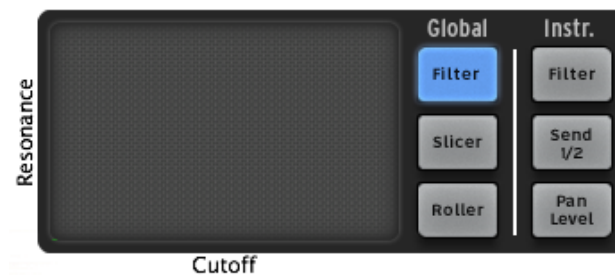 Global Instr.
Resonance
Filter Filter
Slicer Send
1/2
Roller Pan
Level
Cutoff